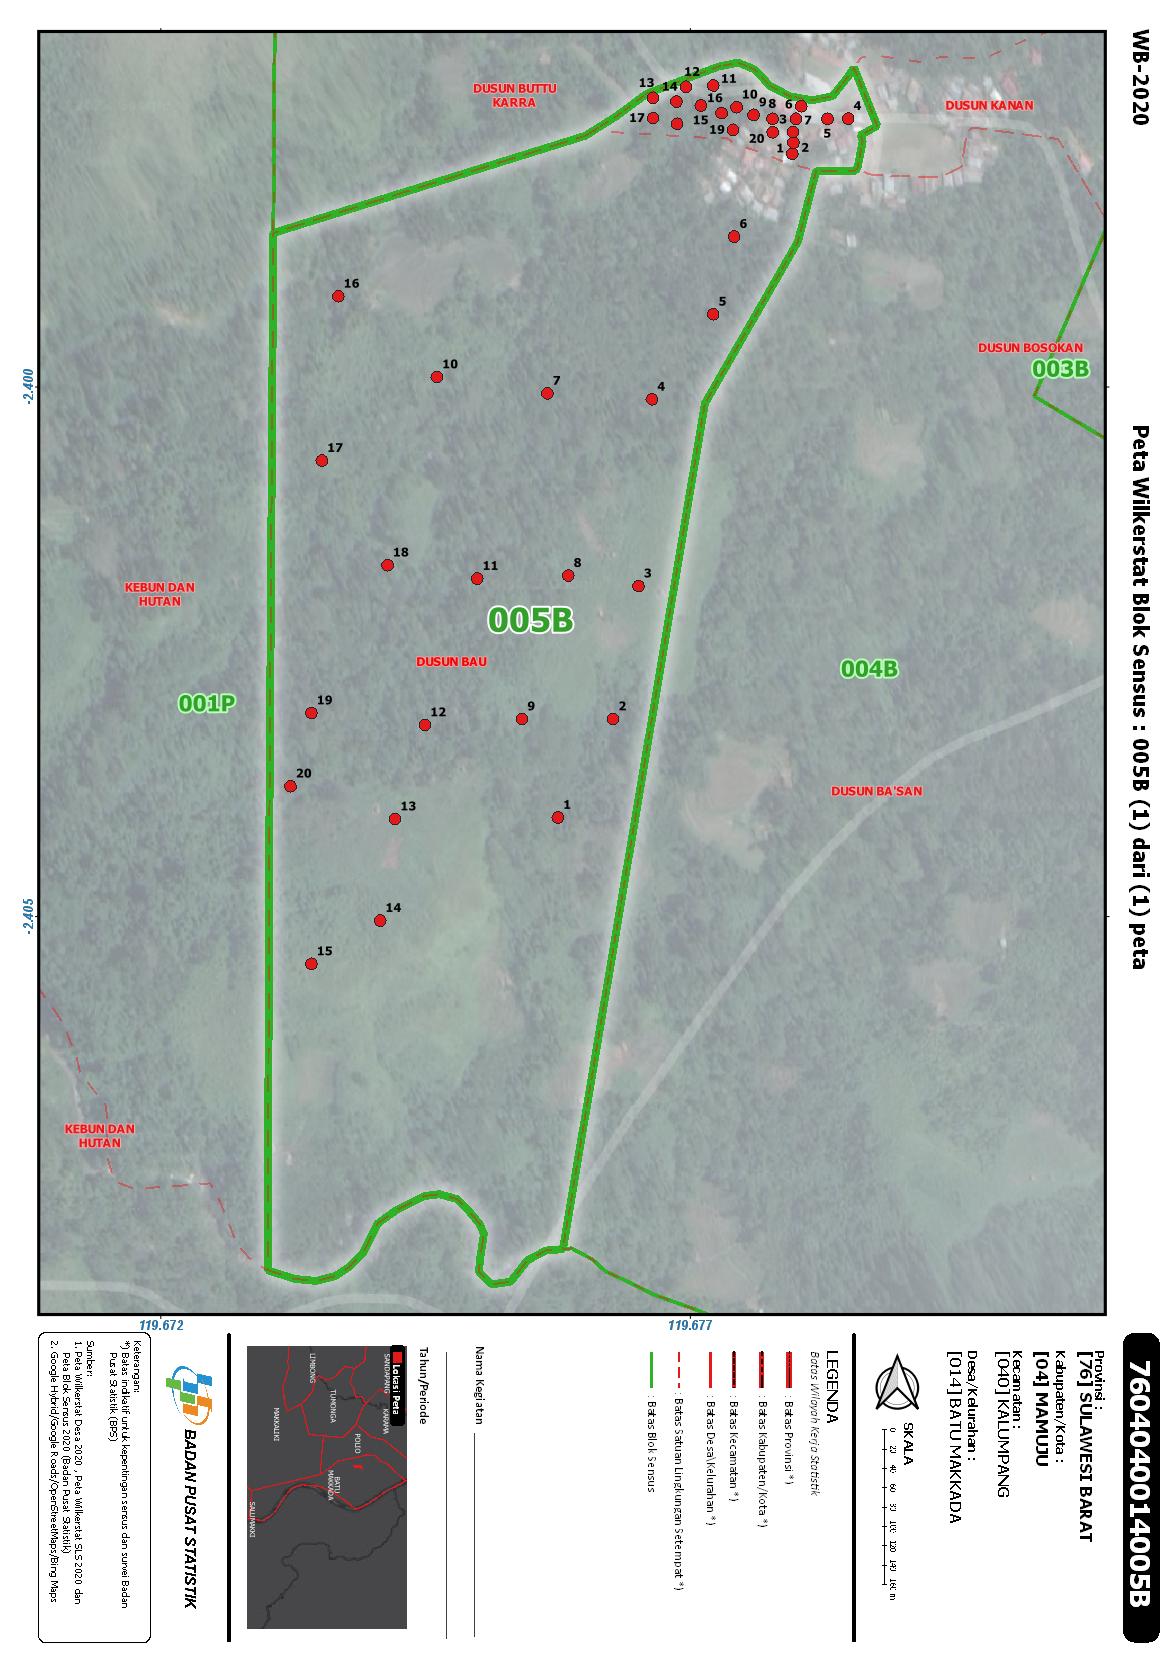 WB-2020
Peta Wilkerstat Blok Sensus : 005B (1) dari (1) peta
DUSUN BUTTU
KARRA
DUSUN KANAN
13
14
12
11
17
15
16
10
19
9
8
20
3
6
7
1
2
5
4
6
5
16
10
7
4
DUSUN BOSOKAN
003B
17
18
11
8
3
KEBUN DAN
HUTAN
005B
DUSUN BAU
004B
001P
19
12
9
2
20
13
1
DUSUN BA'SAN
14
15
KEBUN DAN
HUTAN
-2.400
-2.405
119.672
119.677
7604040014005B
Provinsi :
[76] SULAWESI BARAT
Kabupaten/Kota :
[04] MAMUJU
Kecamatan :
[040] KALUMPANG
Desa/Kelurahan :
[014] BATU MAKKADA
SKALA
0 20 40 60 80 100 120 140 160 m
LEGENDA
Batas Wilayah Kerja Statistik
: Batas Provinsi *)
: Batas Kabupaten/Kota *)
: Batas Kecamatan *)
: Batas Desa\Kelurahan *)
: Batas Satuan Lingkungan Setempat *)
: Batas Blok Sensus
Nama Kegiatan
Tahun/Periode
Lokasi Peta
SANDAPANG
KARAMA
LIMBONG
TUMONGA
POLIO
MAKKALIKI
BATU
MAKKADA
SALUMAKKI
BADAN PUSAT STATISTIK
Keterangan:
*) Batas indikatif untuk kepentingan sensus dan survei Badan
Pusat Statistik (BPS)
Sumber:
1. Peta Wilkerstat Desa 2020 , Peta Wilkerstat SLS 2020 dan
Peta Blok Sensus 2020 (Badan Pusat Statistik)
2. Google Hybrid/Google Roads/OpenStreetMaps/Bing Maps